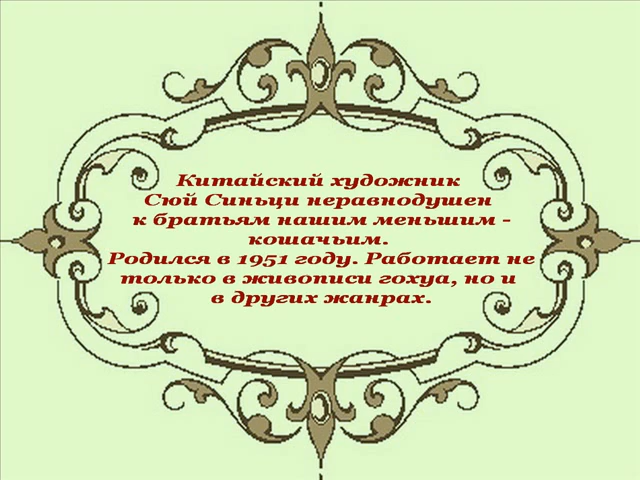 Китайский художник
Сюй Синьци неравнодушен
к братьям нашим меньшим -
кошачьим.
Родился в 1951 году. Работает не
только в живописи гохуа, но и
в других жанрах.